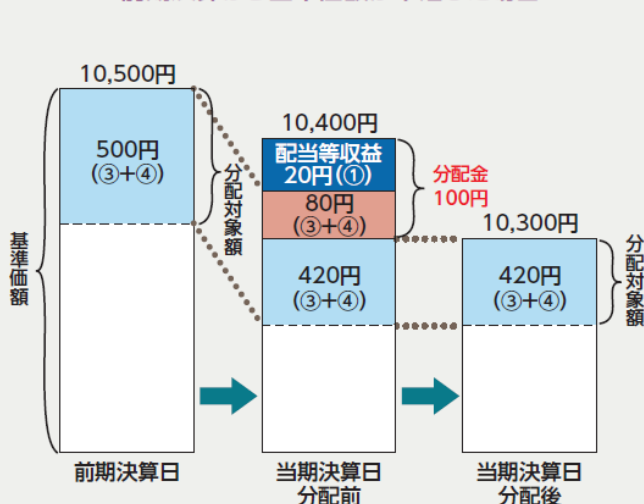 10,500円
500円
(③+④)
分配対象額
基準価額
前期決算日
10,400円
配当等収益
20円(①)
80円
(③+④)
420円
(③+④)
分配金
100円
当期決算日
分配前
10,300円
420円
(③+④)
分配対象額
当期決算日
分配後